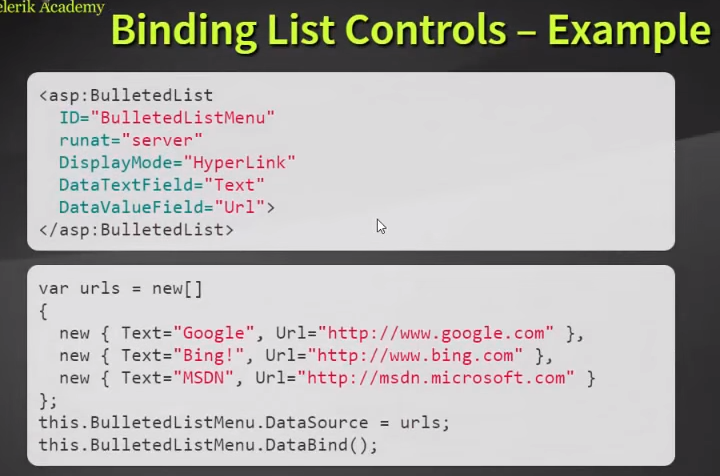 elerik Academy
Binding List Controls – Example
<asp:BulletedList
ID="BulletedListMenu"
runat="server"
DisplayMode="HyperLink"
DataTextField="Text"
DataValueField="Url">
</asp:BulletedList>
var urls = new[]
{
new { Text="Google", Url="http://www.google.com" },
new { Text="Bing!", Url="http://www.bing.com" },
new { Text="MSDN", Url="http://msdn.microsoft.com" }
};
this.BulletedListMenu.DataSource = urls;
this.BulletedListMenu.DataBind();